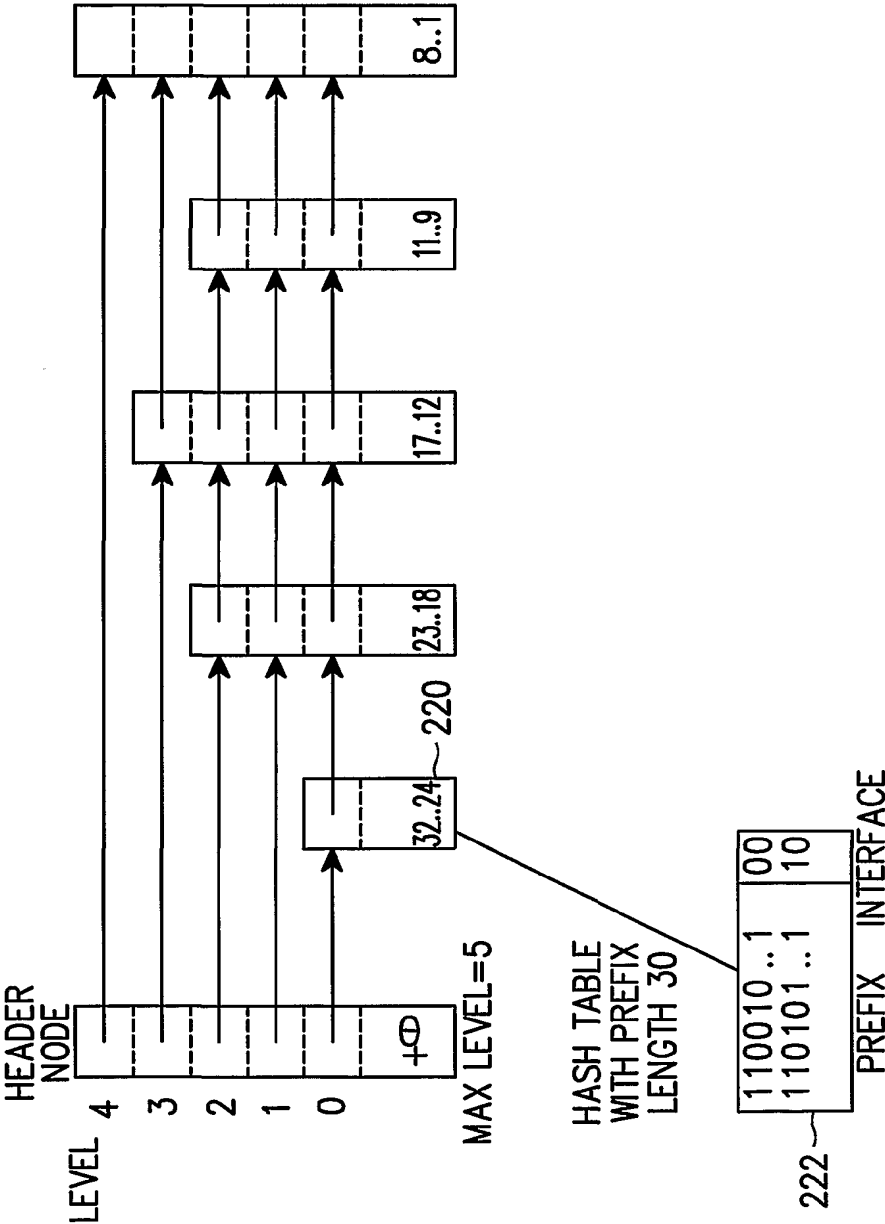 HEADER
NODE
LEVEL
4
3
2
1
0
+Θ
MAX LEVEL=5
32..24
220
23..18
17..12
11..9
8..1
HASH TABLE
WITH PREFIX
LENGTH 30
110010 .. 1 00
110101 .. 1 10
222
PREFIX INTERFACE